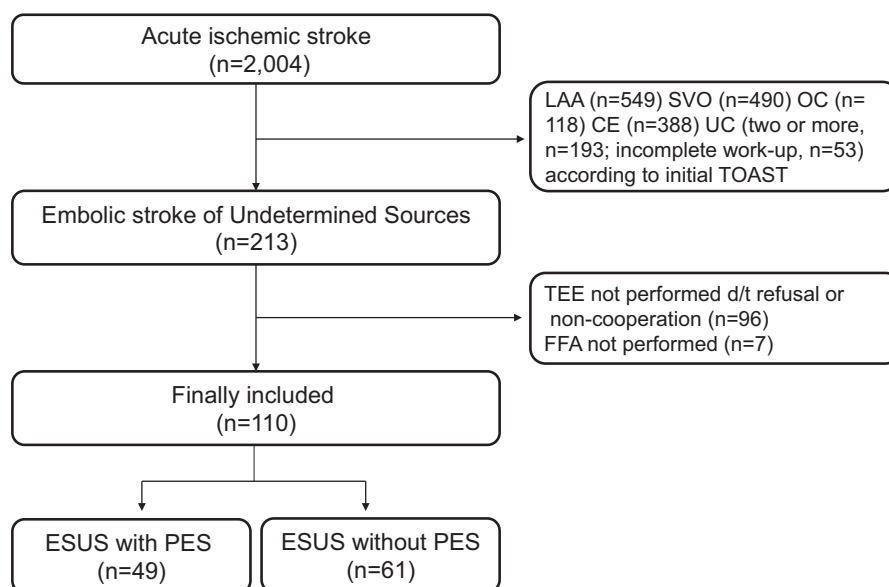 Acute ischemic stroke
(n=2,004)
LAA (n=549) SVO (n=490) OC (n=
118) CE (n=388) UC (two or more,
n=193; incomplete work-up, n=53)
according to initial TOAST
Embolic stroke of Undetermined Sources
(n=213)
TEE not performed d/t refusal or
non-cooperation (n=96)
FFA not performed (n=7)
Finally included
(n=110)
ESUS with PES
(n=49)
ESUS without PES
(n=61)